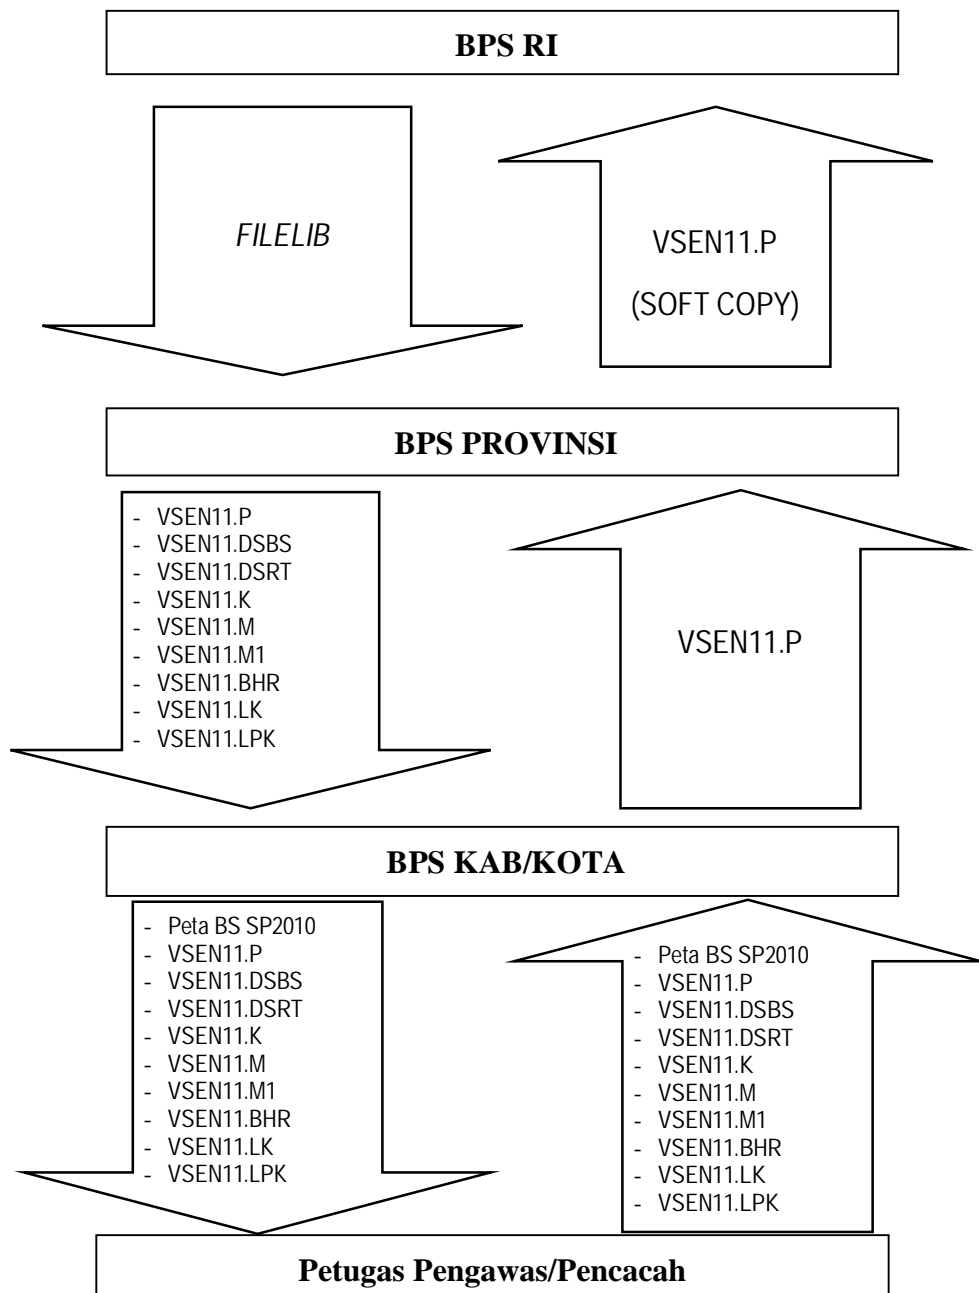 BPS RI
FILELIB
VSEN11.P
(SOFT COPY)
BPS PROVINSI
- VSEN11.P
- VSEN11.DSBS
- VSEN11.DSRT
- VSEN11.K
- VSEN11.M
- VSEN11.M1
- VSEN11.BHR
- VSEN11.LK
- VSEN11.LPK
VSEN11.P
BPS KAB/KOTA
- Peta BS SP2010
- VSEN11.P
- VSEN11.DSBS
- VSEN11.DSRT
- VSEN11.K
- VSEN11.M
- VSEN11.M1
- VSEN11.BHR
- VSEN11.LK
- VSEN11.LPK
- Peta BS SP2010
- VSEN11.P
- VSEN11.DSBS
- VSEN11.DSRT
- VSEN11.K
- VSEN11.M
- VSEN11.M1
- VSEN11.BHR
- VSEN11.LK
- VSEN11.LPK
Petugas Pengawas/Pencacah